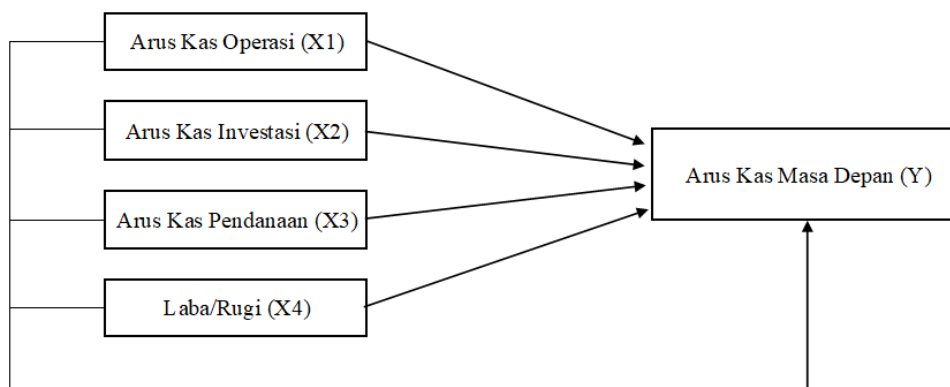 Arus Kas Operasi (X1)
Arus Kas Investasi (X2)
Arus Kas Masa Depan (Y)
Arus Kas Pendanaan (X3)
Laba/Rugi (X4)